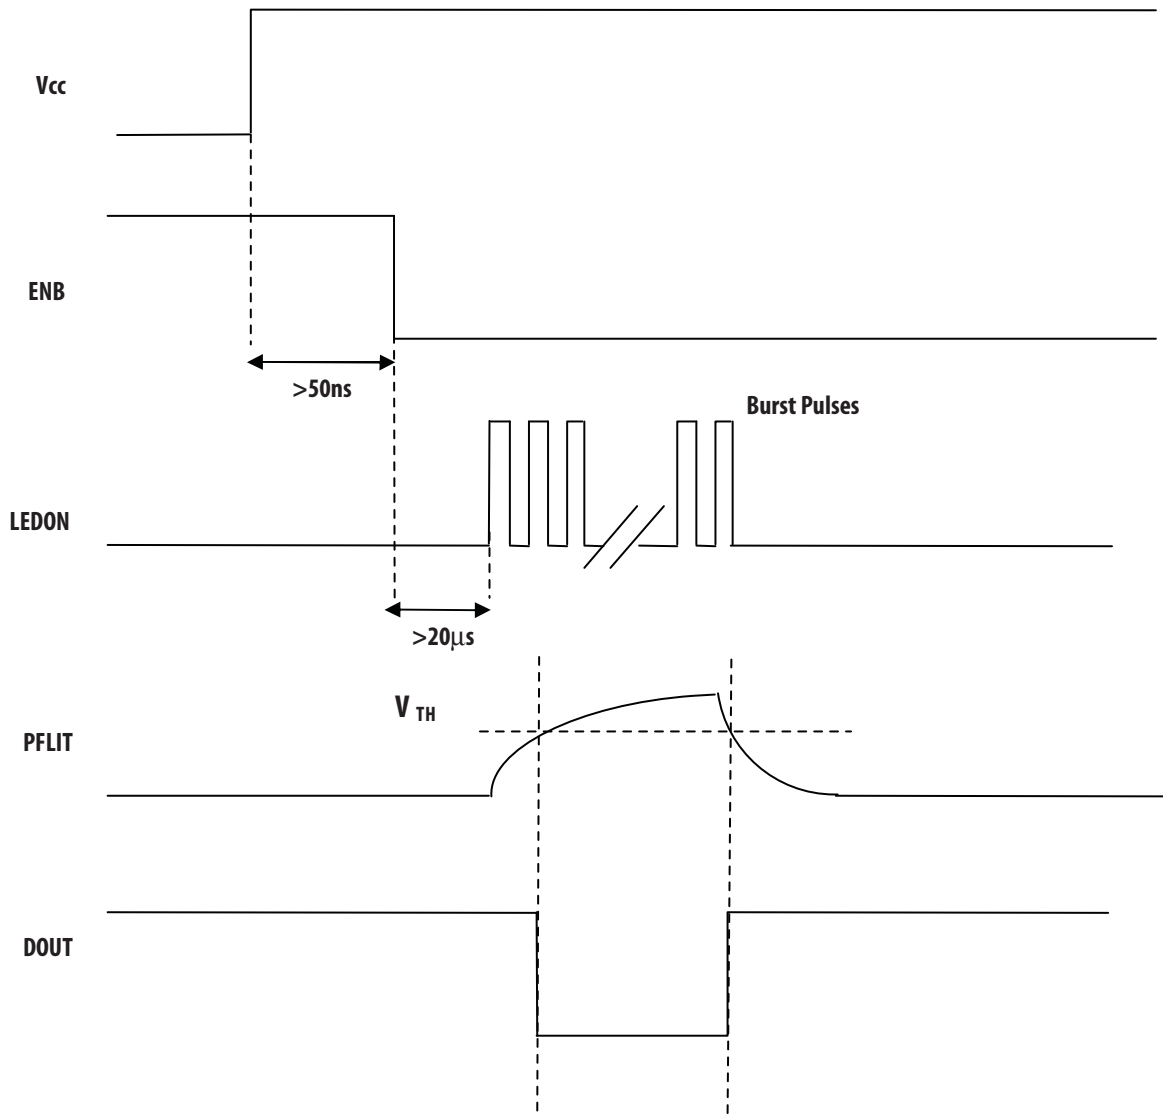 Vcc
ENB
>50ns
Burst Pulses
LEDON
>20μs
V TH
PFLIT
DOUT